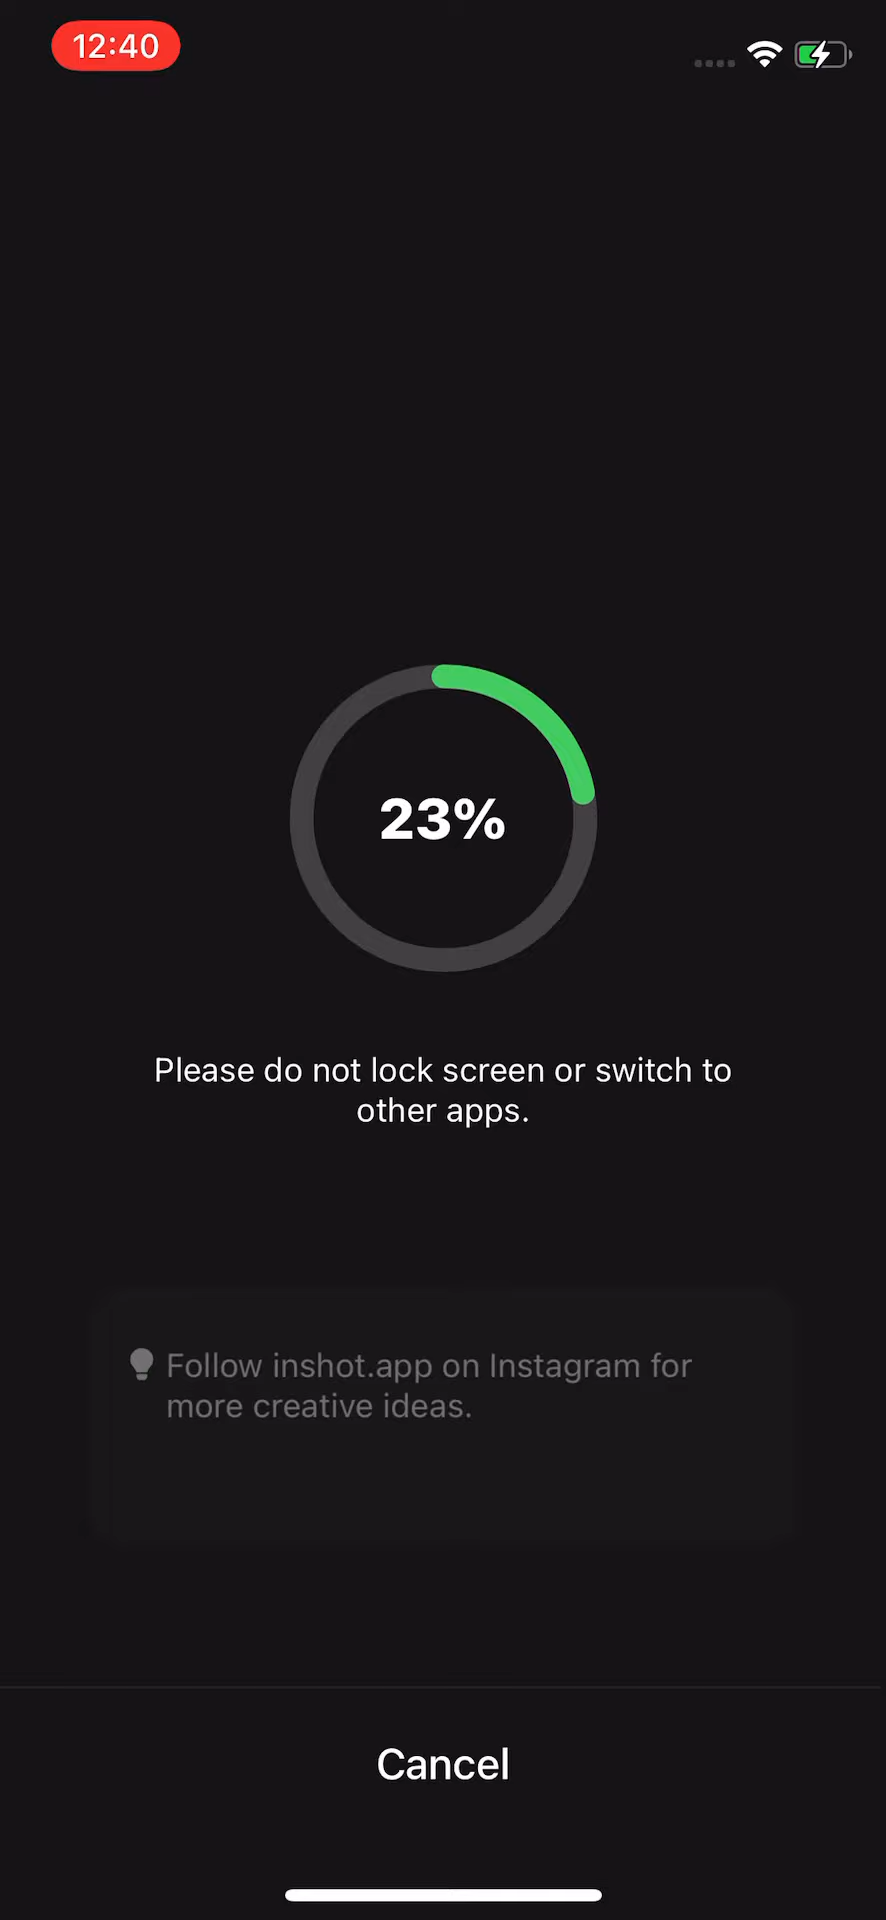 12:40
23%
Please do not lock screen or switch to
other apps.
Follow inshot.app on Instagram for
more creative ideas.
Cancel